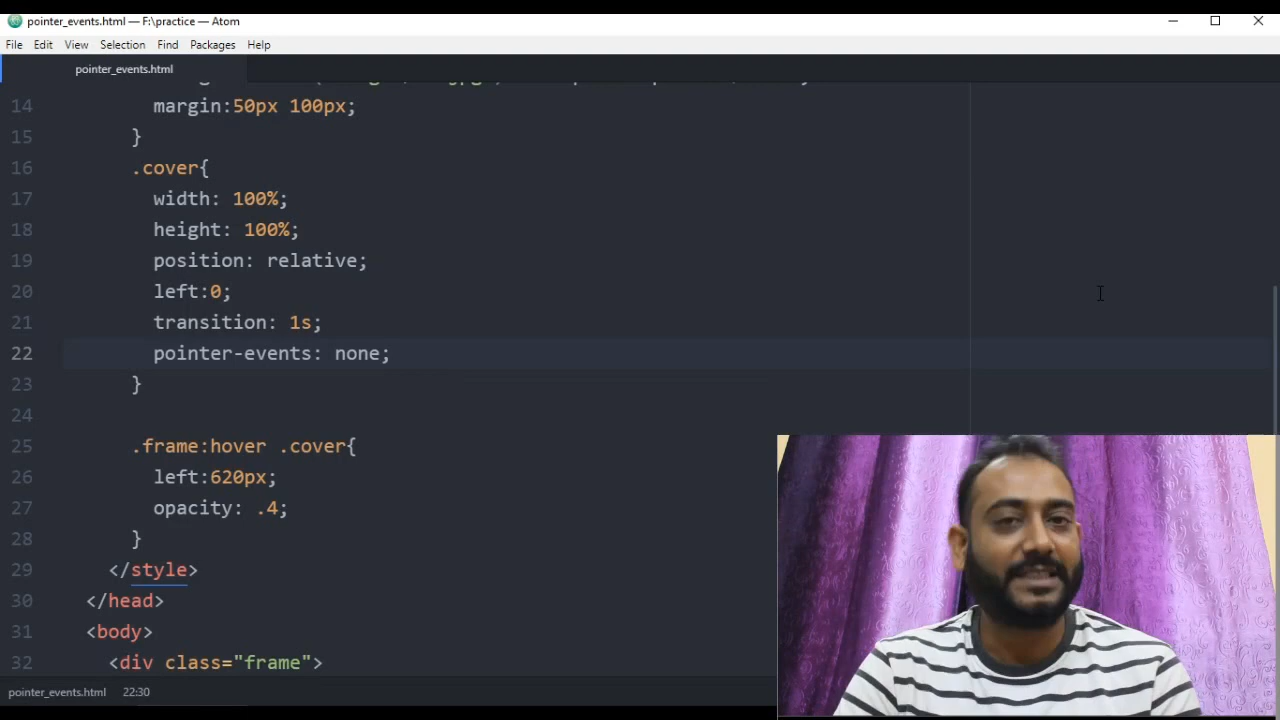 pointer_events.html — F:\practice — Atom
File Edit View Selection Find Packages Help
pointer_events.html
14 margin:50px 100px;
15 }
16 .cover{
17 width: 100%;
18 height: 100%;
19 position: relative;
20 left:0;
21 transition: 1s;
22 pointer-events: none;
23 }
24
25 .frame:hover .cover{
26 left:620px;
27 opacity: .4;
28 }
29 </style>
30 </head>
31 <body>
32 <div class="frame">
pointer_events.html 22:30